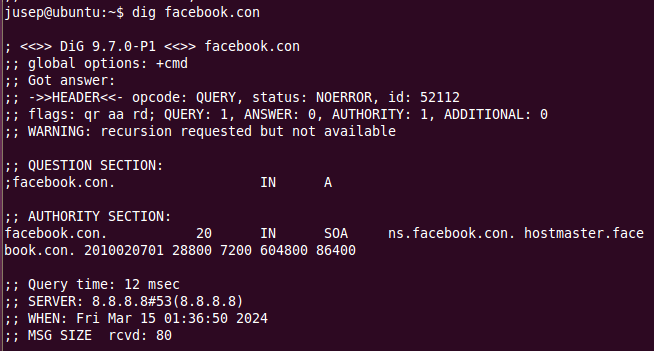 jusep@ubuntu:~$ dig facebook.con
; <<>> DiG 9.7.0-P1 <<>> facebook.con
;; global options: +cmd
;; Got answer:
;; ->>HEADER<<- opcode: QUERY, status: NOERROR, id: 52112
;; flags: qr aa rd; QUERY: 1, ANSWER: 0, AUTHORITY: 1, ADDITIONAL: 0
;; WARNING: recursion requested but not available
;; QUESTION SECTION:
;facebook.con. IN A
;; AUTHORITY SECTION:
facebook.con. 20 IN SOA ns.facebook.con. hostmaster.face
book.con. 2010020701 28800 7200 604800 86400
;; Query time: 12 msec
;; SERVER: 8.8.8.8#53(8.8.8.8)
;; WHEN: Fri Mar 15 01:36:50 2024
;; MSG SIZE rcvd: 80